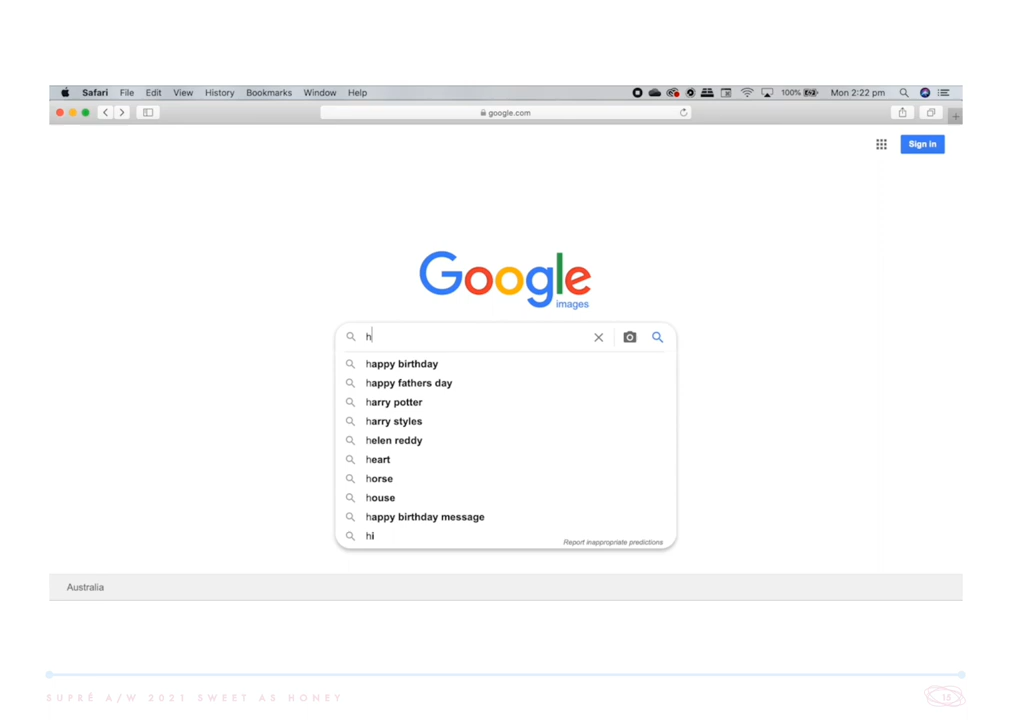 Safari File Edit View History Bookmarks Window Help 100% Mon 2:22 pm
google.com
Sign in
Google
images
h
happy birthday
happy fathers day
harry potter
harry styles
helen reddy
heart
horse
house
happy birthday message
hi
Report inappropriate predictions
Australia
SUPRÉ A/W 2021 SWEET AS HONEY
15